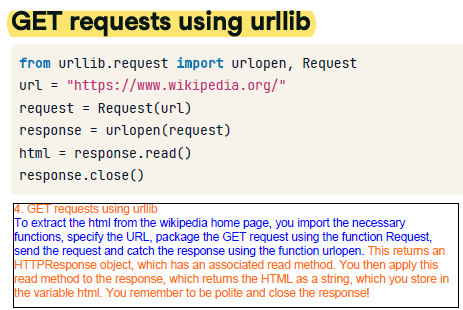 GET requests using urllib
from urllib.request import urlopen, Request
url = "https://www.wikipedia.org/"
request = Request(url)
response = urlopen(request)
html = response.read()
response.close()
4. GET requests using urllib
To extract the html from the wikipedia home page, you import the necessary
functions, specify the URL, package the GET request using the function Request,
send the request and catch the response using the function urlopen. This returns an
HTTPResponse object, which has an associated read method. You then apply this
read method to the response, which returns the HTML as a string, which you store in
the variable html. You remember to be polite and close the response!